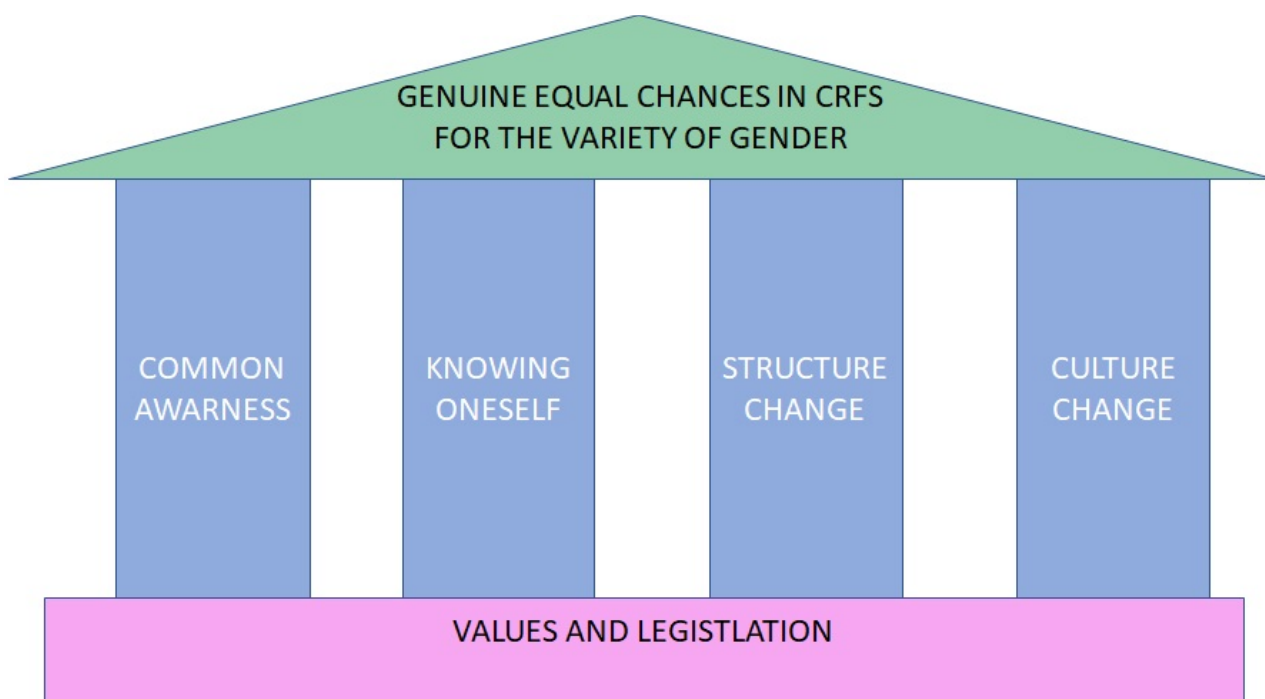 GENUINE EQUAL CHANCES IN CRFS
FOR THE VARIETY OF GENDER
COMMON
AWARNESS
KNOWING
ONESELF
STRUCTURE
CHANGE
CULTURE
CHANGE
VALUES AND LEGISTLATION